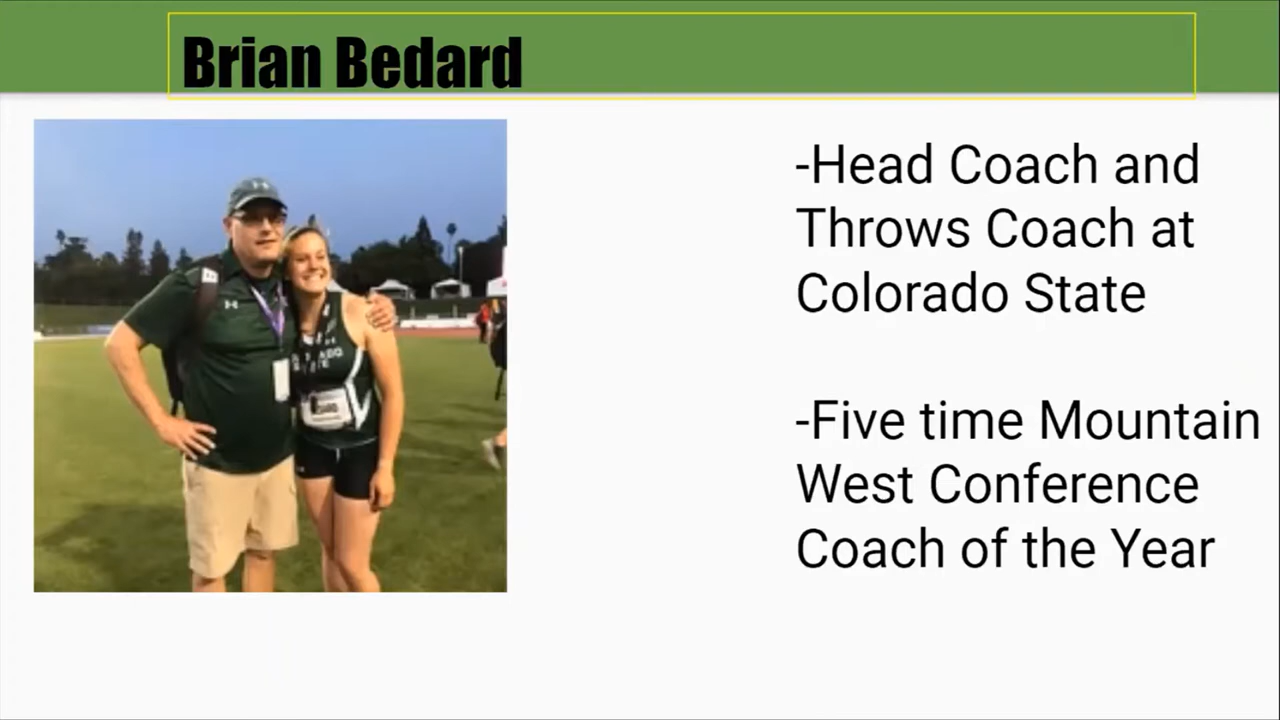 Brian Bedard
-Head Coach and
Throws Coach at
Colorado State
-Five time Mountain
West Conference
Coach of the Year